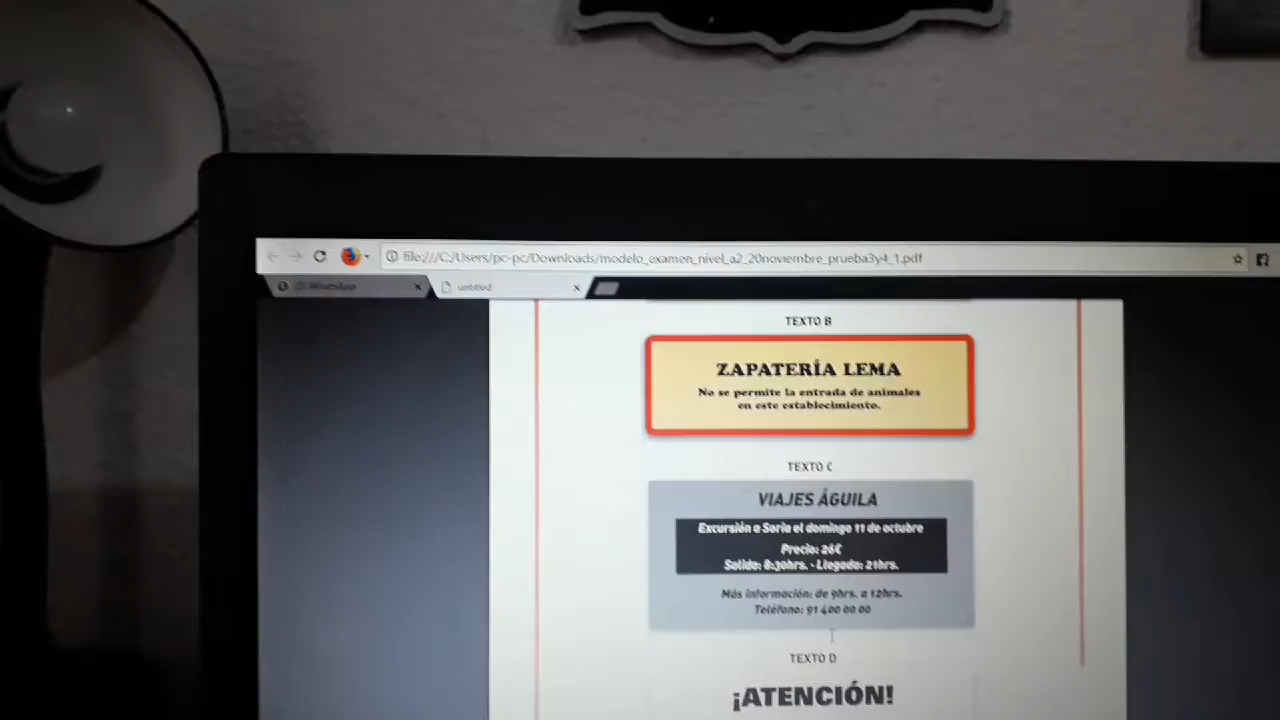 file:///C:/Users/pc-pc/Downloads/modelo_examen_nivel_a2_20noviembre_prueba3y4_1.pdf
WhatsApp
untitled
TEXTO B
ZAPATERÍA LEMA
No se permite la entrada de animales
en este establecimiento.
TEXTO C
VIAJES ÁGUILA
Excursión a Soria el domingo 11 de octubre
Precio: 26€
Salida: 8:30hrs. - Llegada: 21hrs.
Más información: de 9hrs. a 12hrs.
Teléfono: 91 400 00 00
TEXTO D
¡ATENCIÓN!